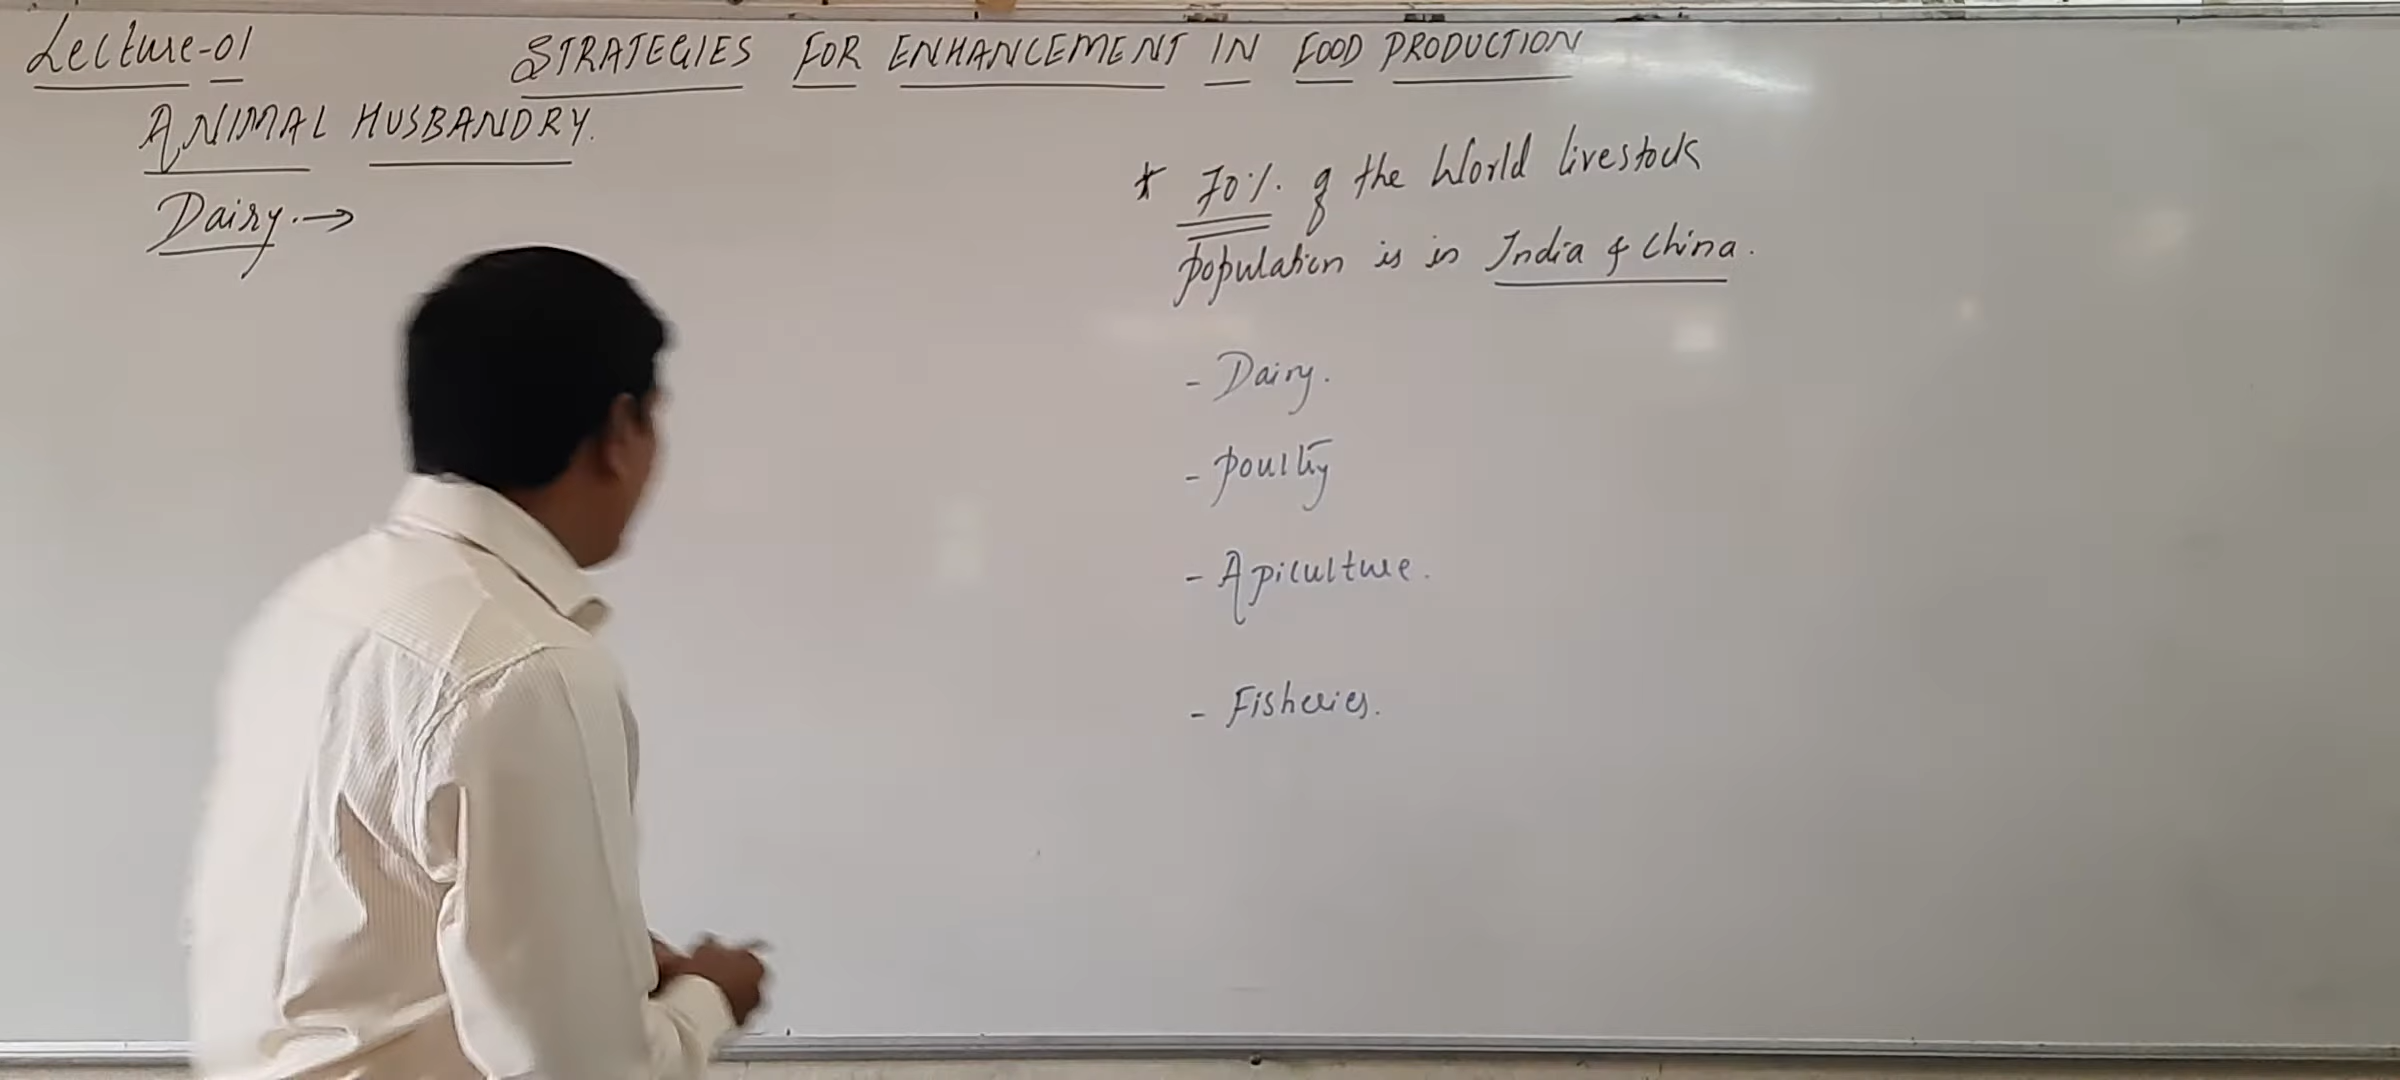 Lecture-01
STRATEGIES FOR ENHANCEMENT IN FOOD PRODUCTION
ANIMAL HUSBANDRY.
Dairy. →
* 70% of the World livestock
population is in India & China.
- Dairy.
- Poultry
- Apiculture.
- Fisheries.